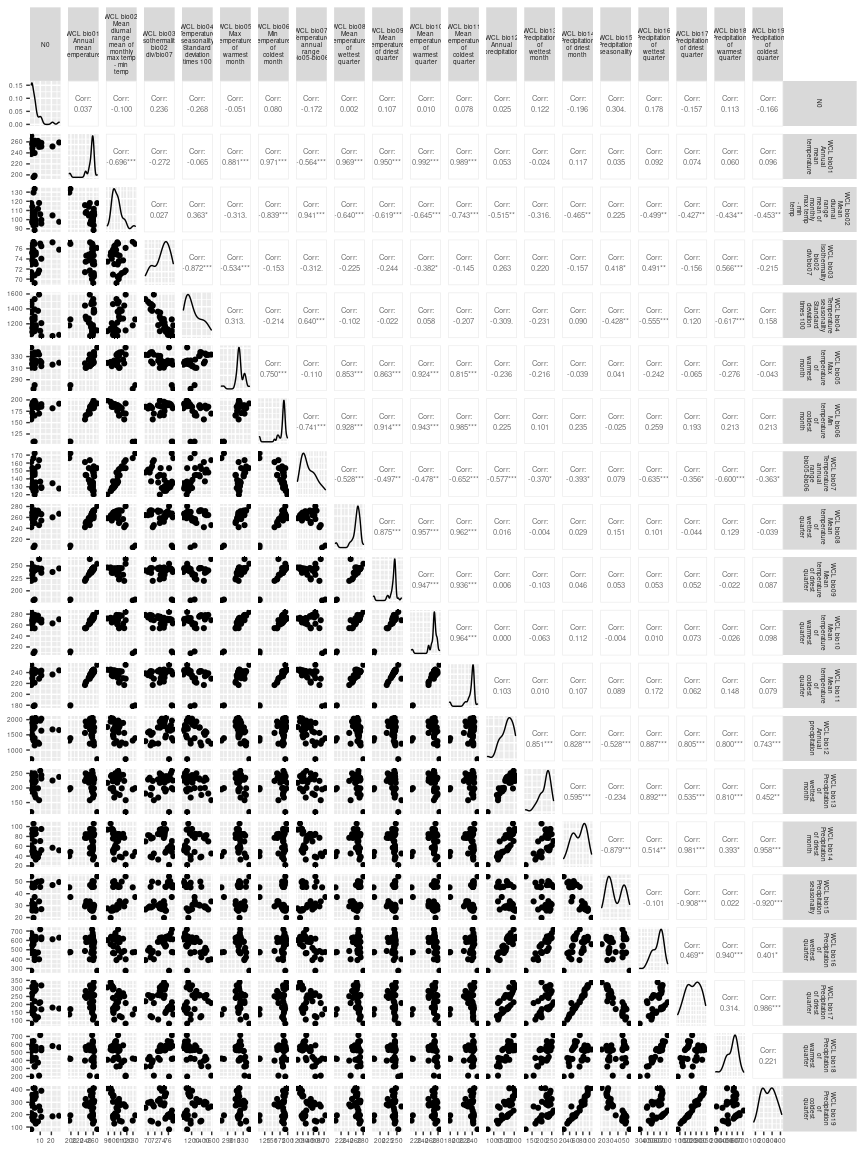 N0
WCL bio01
Annual
mean
temperature
WCL bio02
Mean
diurnal
range
mean of
monthly
max temp
- min
temp
WCL bio03
bio02
div/bio07
WCL bio04
Standard
deviation
times 100
WCL bio05
Max
of
warmest
month
WCL bio06
Min
of
coldest
month
WCL bio07
annual
range
WCL bio08
Mean
of
wettest
quarter
WCL bio09
Mean
of driest
quarter
Mean
of
warmest
quarter
WCL bio11
Mean
of
coldest
quarter
WCL bio12
Annual
of
wettest
month
of driest
month
WCL bio15
seasonality
of
wettest
quarter
of driest
quarter
of
warmest
quarter
of
coldest
quarter
0.15
0.10
0.05
0.00
Corr: Corr: Corr: Corr: Corr: Corr: Corr: Corr: Corr: Corr: Corr: Corr: Corr: Corr: Corr: Corr: Corr: Corr: Corr:
0.037 -0.100 0.236 -0.268 -0.051 0.080 -0.172 0.002 0.107 0.011 0.078 0.025 0.122 -0.196 0.304. 0.178 -0.157 0.113 -0.166
N0
260
240
220
200
Corr: Corr: Corr: Corr: Corr: Corr: Corr: Corr: Corr: Corr: Corr: Corr: Corr: Corr: Corr: Corr: Corr: Corr:
-0.696*** -0.272 -0.065 0.881*** 0.971*** -0.564*** 0.969*** 0.950*** 0.992*** 0.989*** 0.053 -0.024 0.117 0.035 0.092 0.074 0.060 0.096
WCL bio01
Annual
mean
temperature
130
120
110
100
90
Corr: Corr: Corr: Corr: Corr: Corr: Corr: Corr: Corr: Corr: Corr: Corr: Corr: Corr: Corr: Corr: Corr:
0.027 0.363* -0.313. -0.839*** 0.941*** -0.640*** -0.619*** -0.645*** -0.743*** -0.515** -0.316. -0.465** 0.225 -0.499** -0.427** -0.434** -0.453**
WCL bio02
Mean
diurnal
range
mean of
monthly
max temp
- min
temp
76
74
72
70
Corr: Corr: Corr: Corr: Corr: Corr: Corr: Corr: Corr: Corr: Corr: Corr: Corr: Corr: Corr: Corr:
-0.872*** -0.534*** -0.153 -0.312. -0.225 -0.244 -0.382* -0.145 0.263 0.220 -0.157 0.418* 0.491** -0.156 0.566*** -0.215
WCL bio03
Isothermality
bio02
div/bio07
1600
1400
1200
Corr: Corr: Corr: Corr: Corr: Corr: Corr: Corr: Corr: Corr: Corr: Corr: Corr: Corr: Corr:
0.313. -0.214 0.640*** -0.102 -0.022 0.058 -0.207 -0.309. -0.231 0.090 -0.428** -0.555*** 0.120 -0.617*** 0.158
WCL bio04
Temperature
seasonality
Standard
deviation
times 100
330
310
290
Corr: Corr: Corr: Corr: Corr: Corr: Corr: Corr: Corr: Corr: Corr: Corr: Corr: Corr:
0.750*** -0.110 0.853*** 0.863*** 0.924*** 0.815*** -0.236 -0.216 -0.039 0.041 -0.242 -0.065 -0.276 -0.043
WCL bio05
Max
temperature
of
warmest
month
200
175
150
125
Corr: Corr: Corr: Corr: Corr: Corr: Corr: Corr: Corr: Corr: Corr: Corr: Corr:
-0.741*** 0.928*** 0.914*** 0.943*** 0.985*** 0.225 0.101 0.235 -0.025 0.259 0.193 0.213 0.213
WCL bio06
Min
temperature
of
coldest
month
170
160
150
140
130
120
Corr: Corr: Corr: Corr: Corr: Corr: Corr: Corr: Corr: Corr: Corr: Corr:
-0.528*** -0.497** -0.478** -0.652*** -0.577*** -0.370* -0.393* 0.079 -0.635*** -0.356* -0.600*** -0.363*
WCL bio07
Temperature
annual
range
bio05-bio06
280
260
240
220
Corr: Corr: Corr: Corr: Corr: Corr: Corr: Corr: Corr: Corr: Corr:
0.875*** 0.957*** 0.962*** 0.016 -0.004 0.029 0.151 0.101 -0.044 0.129 -0.039
WCL bio08
Mean
temperature
of
wettest
quarter
250
225
200
Corr: Corr: Corr: Corr: Corr: Corr: Corr: Corr: Corr: Corr:
0.947*** 0.936*** 0.006 -0.103 0.046 0.053 0.053 0.052 -0.022 0.087
WCL bio09
Mean
temperature
of driest
quarter
280
260
240
220
Corr: Corr: Corr: Corr: Corr: Corr: Corr: Corr: Corr:
0.964*** 0.000 -0.063 0.112 -0.004 0.010 0.073 -0.026 0.098
WCL bio10
Mean
temperature
of
warmest
quarter
240
220
200
180
Corr: Corr: Corr: Corr: Corr: Corr: Corr: Corr:
0.103 0.010 0.107 0.089 0.172 0.062 0.148 0.079
WCL bio11
Mean
temperature
of
coldest
quarter
2000
1500
1000
Corr: Corr: Corr: Corr: Corr: Corr: Corr:
0.851*** 0.828*** -0.528*** 0.887*** 0.805*** 0.800*** 0.743***
WCL bio12
Annual
precipitation
250
200
150
Corr: Corr: Corr: Corr: Corr: Corr:
0.595*** -0.234 0.892*** 0.535*** 0.810*** 0.452**
WCL bio13
Precipitation
of
wettest
month
100
80
60
40
20
Corr: Corr: Corr: Corr: Corr:
-0.879*** 0.514** 0.981*** 0.393* 0.958***
WCL bio14
Precipitation
of driest
month
50
40
30
20
Corr: Corr: Corr: Corr:
-0.101 -0.908*** 0.022 -0.920***
WCL bio15
Precipitation
seasonality
700
600
500
400
300
Corr: Corr: Corr:
0.469** 0.940*** 0.401*
WCL bio16
Precipitation
of
wettest
quarter
350
300
250
200
150
100
Corr: Corr:
0.314. 0.986***
WCL bio17
Precipitation
of driest
quarter
700
600
500
400
300
200
Corr:
0.221
WCL bio18
Precipitation
of
warmest
quarter
400
300
200
100
WCL bio19
Precipitation
of
coldest
quarter
10 20